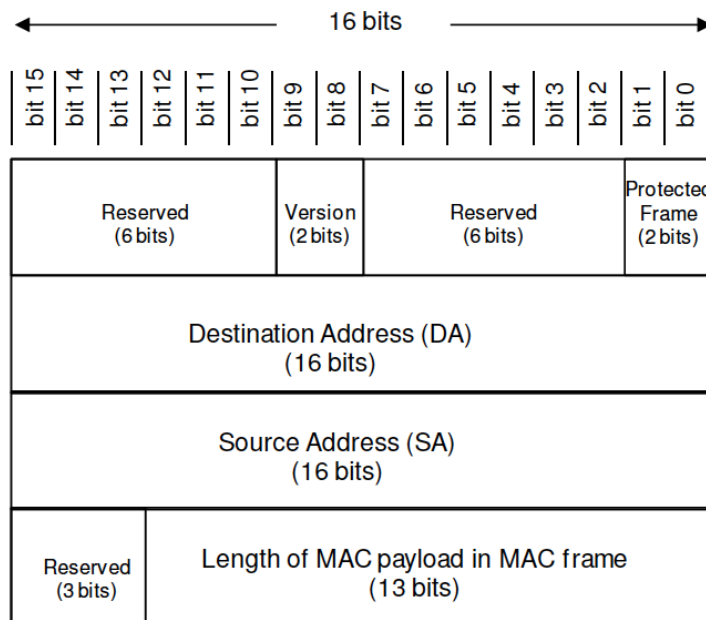 16 bits
bit 15
bit 14
bit 13
bit 12
bit 11
bit 10
bit 9
bit 8
bit 7
bit 6
bit 5
bit 4
bit 3
bit 2
bit 1
bit 0
Reserved
(6 bits)
Version
(2 bits)
Reserved
(6 bits)
Protected
Frame
(2 bits)
Destination Address (DA)
(16 bits)
Source Address (SA)
(16 bits)
Reserved
(3 bits)
Length of MAC payload in MAC frame
(13 bits)